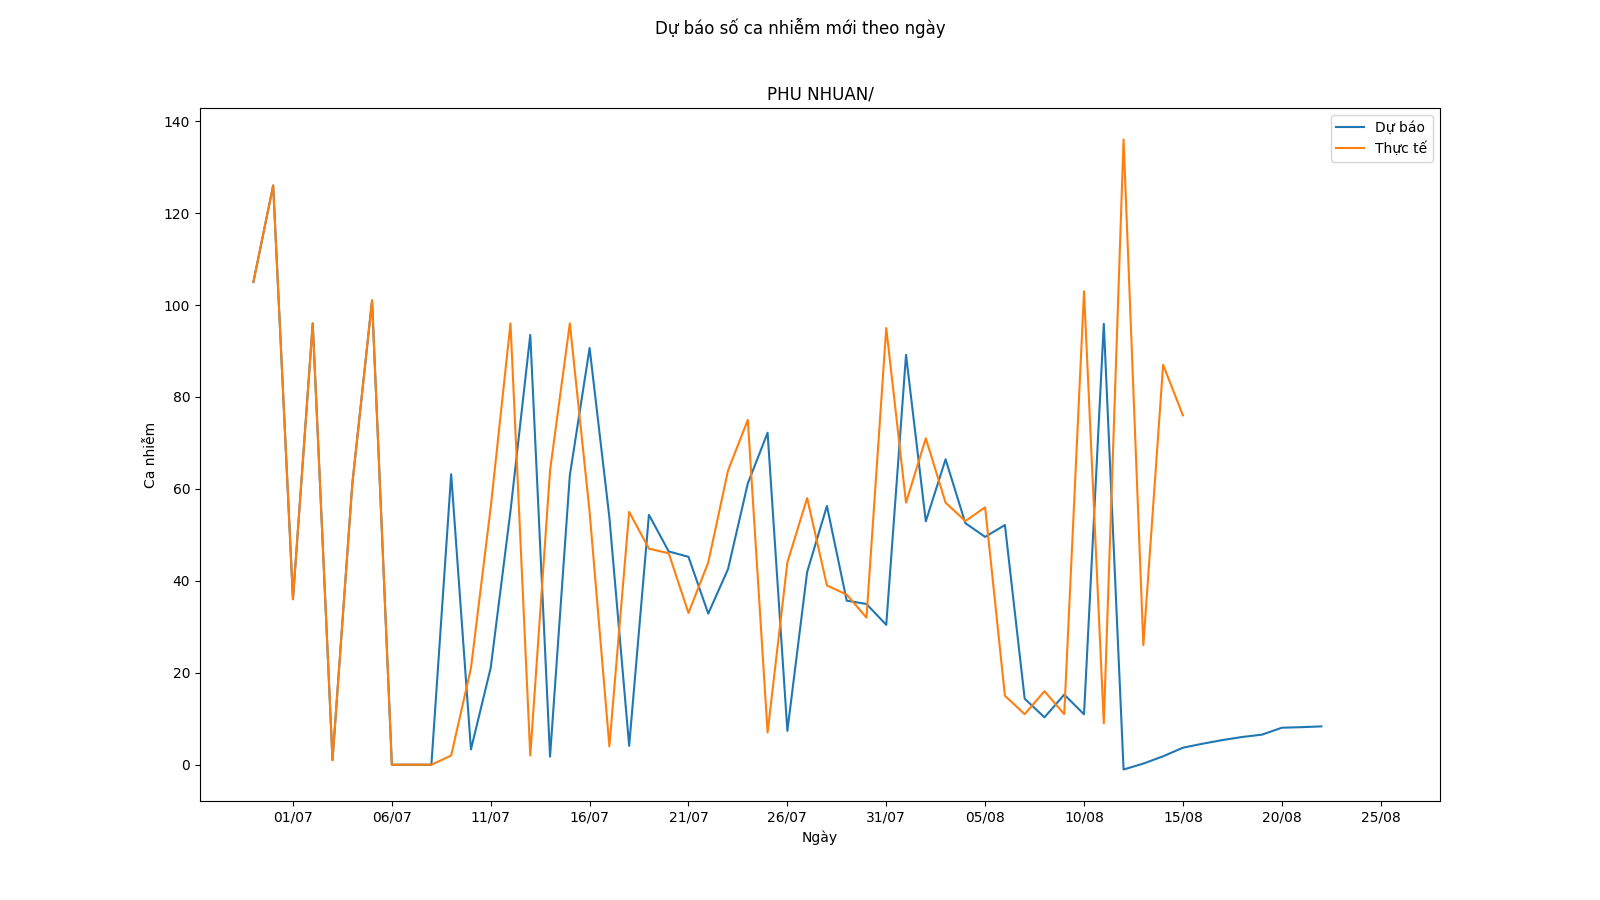 Dự báo số ca nhiễm mới theo ngày
PHU NHUAN/
Dự báo
Thực tế
140
120
100
80
60
40
20
0
Ca nhiễm
01/07 06/07 11/07 16/07 21/07 26/07 31/07 05/08 10/08 15/08 20/08 25/08
Ngày